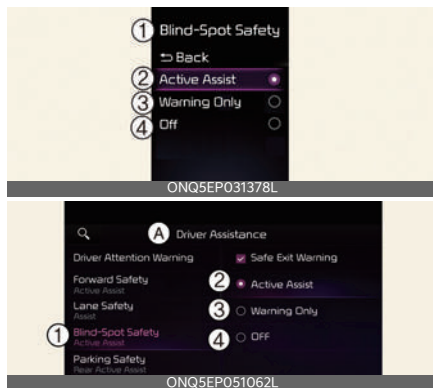 ① Blind-Spot Safety
Back
② Active Assist
③ Warning Only
④ Off
ONQ5EP031378L
Ⓐ Driver Assistance
Driver Attention Warning
Safe Exit Warning
Forward Safety
Active Assist
② Active Assist
Lane Safety
Assist
③ Warning Only
① Blind-Spot Safety
Active Assist
④ OFF
Parking Safety
Rear Active Assist
ONQ5EP051062L